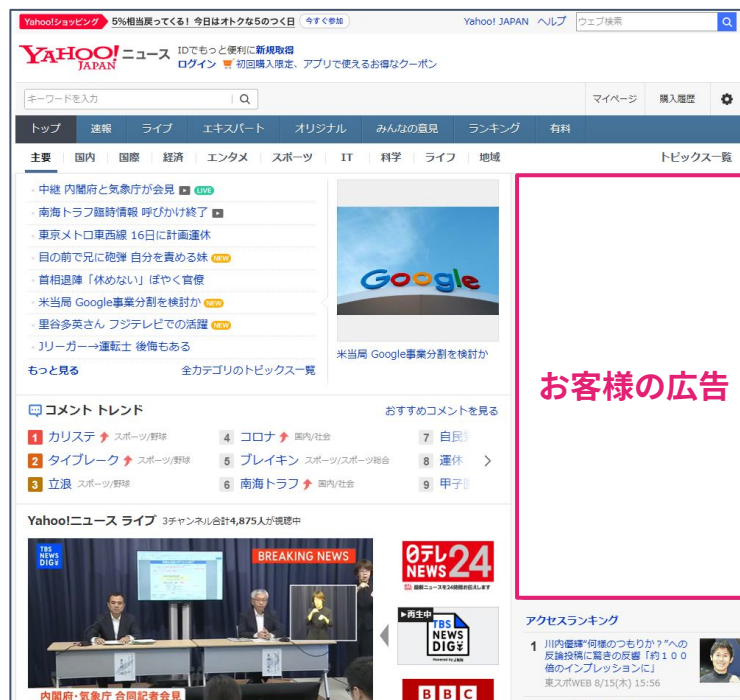 Yahoo!ショッピング 5%相当戻ってくる! 今日はオトクな5のつく日 今すぐ参加 Yahoo! JAPAN ヘルプ ウェブ検索
YAHOO! JAPAN ニュース
IDでもっと便利に新規取得
ログイン 初回購入限定、アプリで使えるお得なクーポン
キーワードを入力 マイページ 購入履歴
トップ 速報 ライブ エキスパート オリジナル みんなの意見 ランキング 有料
主要 国内 国際 経済 エンタメ スポーツ IT 科学 ライフ 地域 トピックス一覧
中継 内閣府と気象庁が会見 LIVE
南海トラフ臨時情報 呼びかけ終了
東京メトロ東西線 16日に計画運休
目の前で兄に砲弾 自分を責める妹 NEW
首相退陣「休めない」ぼやく官僚
米当局 Google事業分割を検討か NEW
里谷多英さん フジテレビでの活躍 NEW
Jリーガー→運転士 後悔もある
もっと見る 全カテゴリのトピックス一覧
Google
米当局 Google事業分割を検討か
お客様の広告
コメント トレンド おすすめコメントを見る
1 カリステ スポーツ/野球 4 コロナ 国内/社会 7 自民
2 タイブレーク スポーツ/野球 5 ブレイキン スポーツ/スポーツ総合 8 運休
3 立浪 スポーツ/野球 6 南海トラフ 国内/社会 9 甲子
Yahoo!ニュース ライブ 3チャンネル合計4,875人が視聴中
TBS
NEWS
DIG
BREAKING NEWS
内閣府・気象庁 合同記者会見
日テレ
NEWS24
最新ニュースを24時間お伝えします
再生中
TBS
NEWS
DIG
Powered by JNN
BBC
アクセスランキング
1 川内優輝"何様のつもりか?"への
反論投稿に驚きの反響「約100
倍のインプレッションに」
東スポWEB 8/15(木) 15:56